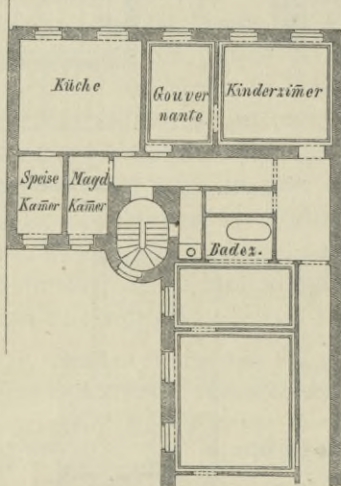 Küche
Gouver
nante
Kinderzim̄er
Speise
Kam̄er
Magd
Kam̄er
Badez.